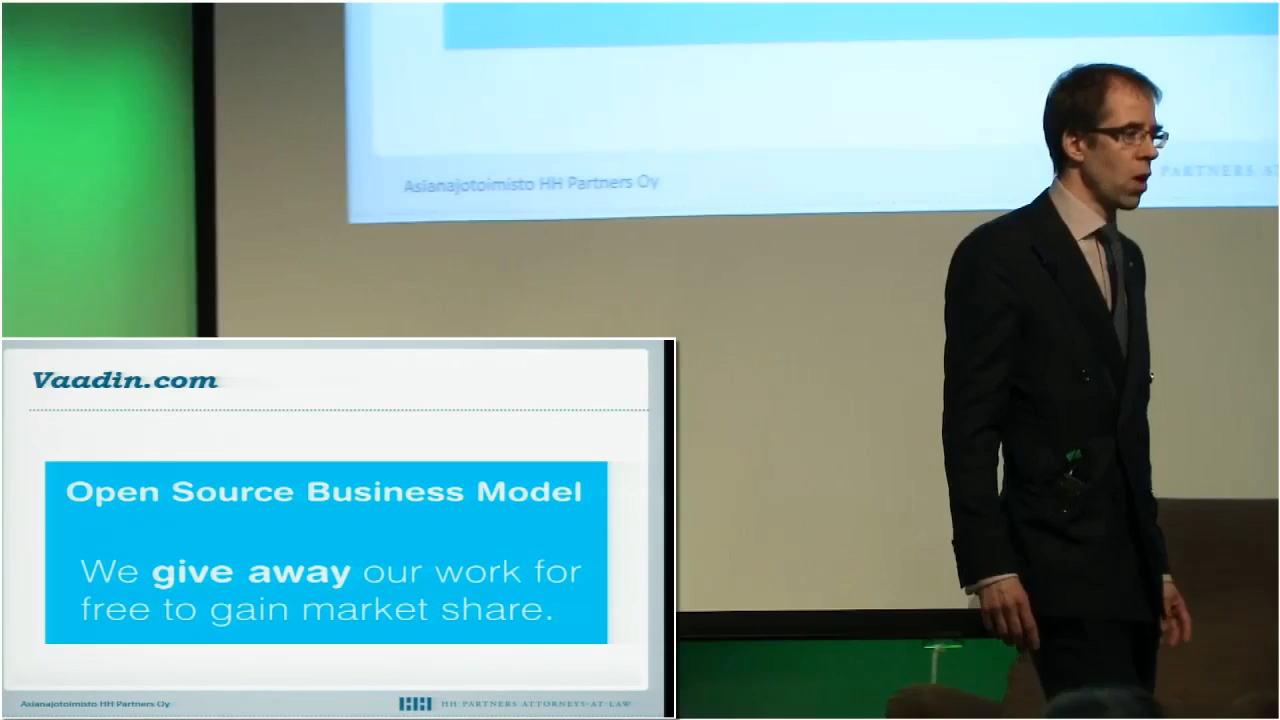 Asianajotoimisto HH Partners Oy
PARTNERS
Vaadin.com
Open Source Business Model
We give away our work for
free to gain market share.
Asianajotoimisto HH Partners Oy
HH PARTNERS ATTORNEYS-AT-LAW